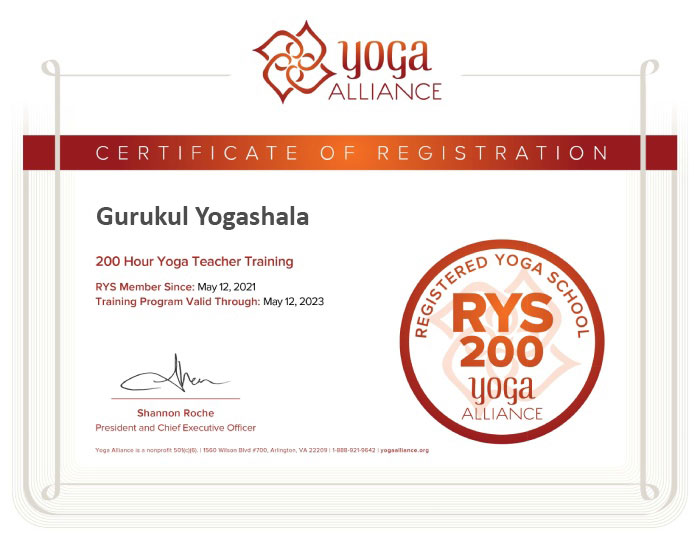 yoga
ALLIANCE
CERTIFICATE OF REGISTRATION
Gurukul Yogashala
200 Hour Yoga Teacher Training
RYS Member Since: May 12, 2021
Training Program Valid Through: May 12, 2023
REGISTERED YOGA SCHOOL
RYS
200
yoga
ALLIANCE
Shannon Roche
President and Chief Executive Officer
Yoga Alliance is a nonprofit 501(c)(6). | 1560 Wilson Blvd #700, Arlington, VA 22209 | 1-888-921-9642 | yogaalliance.org